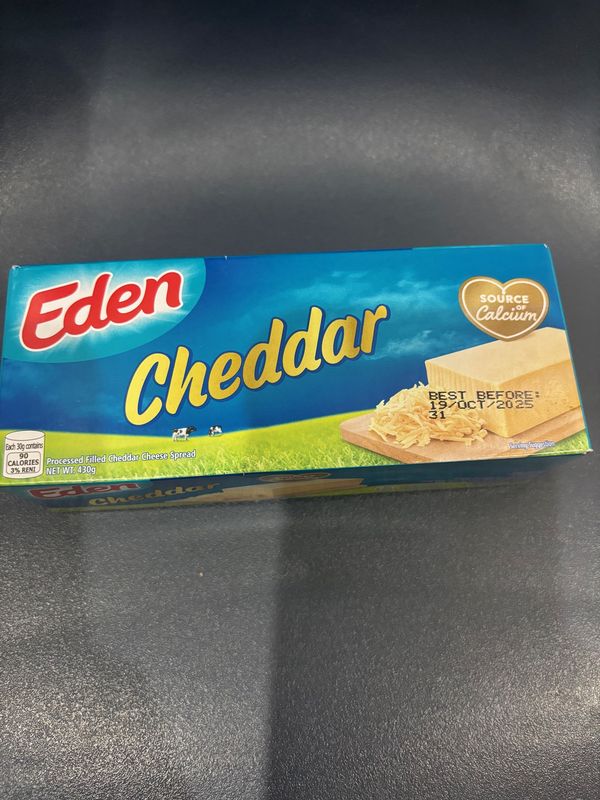 Eden
Cheddar
SOURCE
OF
Calcium
BEST BEFORE:
19/OCT/2025
31
Each 30g contains
90
CALORIES
3% RENI
Processed Filled Cheddar Cheese Spread
NET WT. 430g
Serving Suggestion
Eden
Cheddar